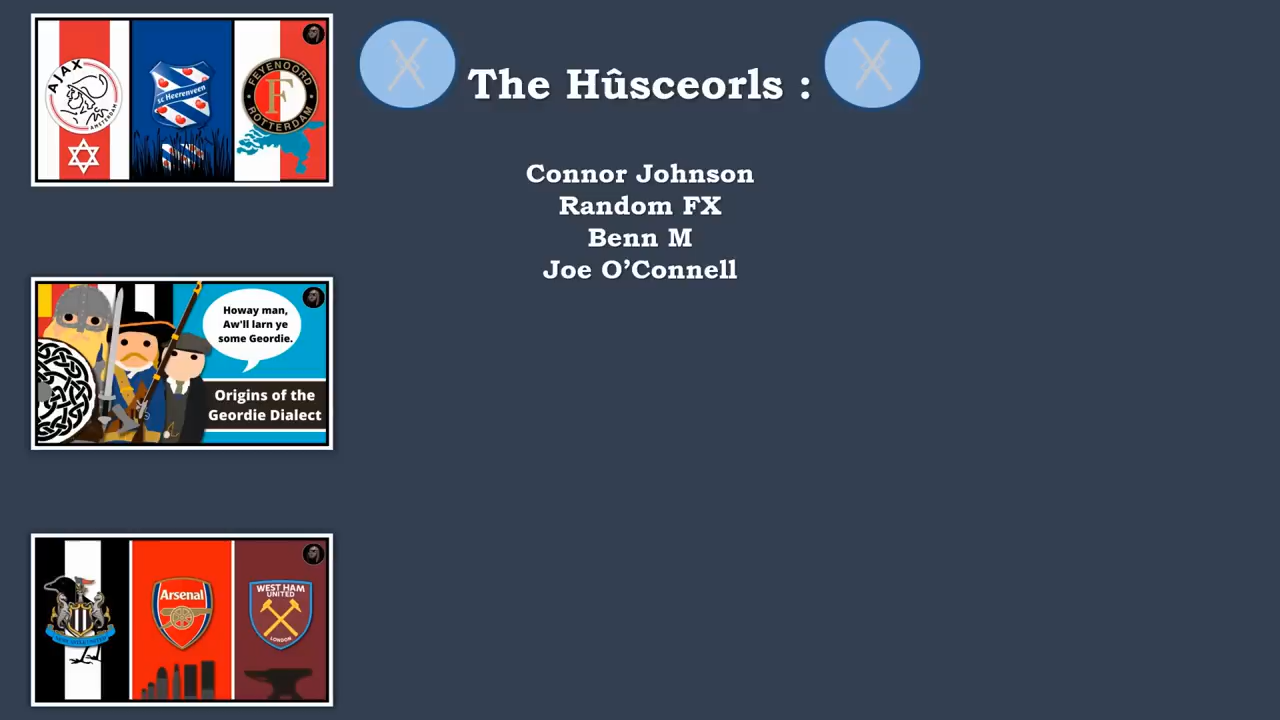 The Hûsceorls :
Connor Johnson
Random FX
Benn M
Joe O’Connell
AJAX
AMSTERDAM
sc Heerenveen
FEYENOORD
F
ROTTERDAM
Howay man,
Aw'll larn ye
some Geordie.
Origins of the
Geordie Dialect
Arsenal
WEST HAM
UNITED
LONDON